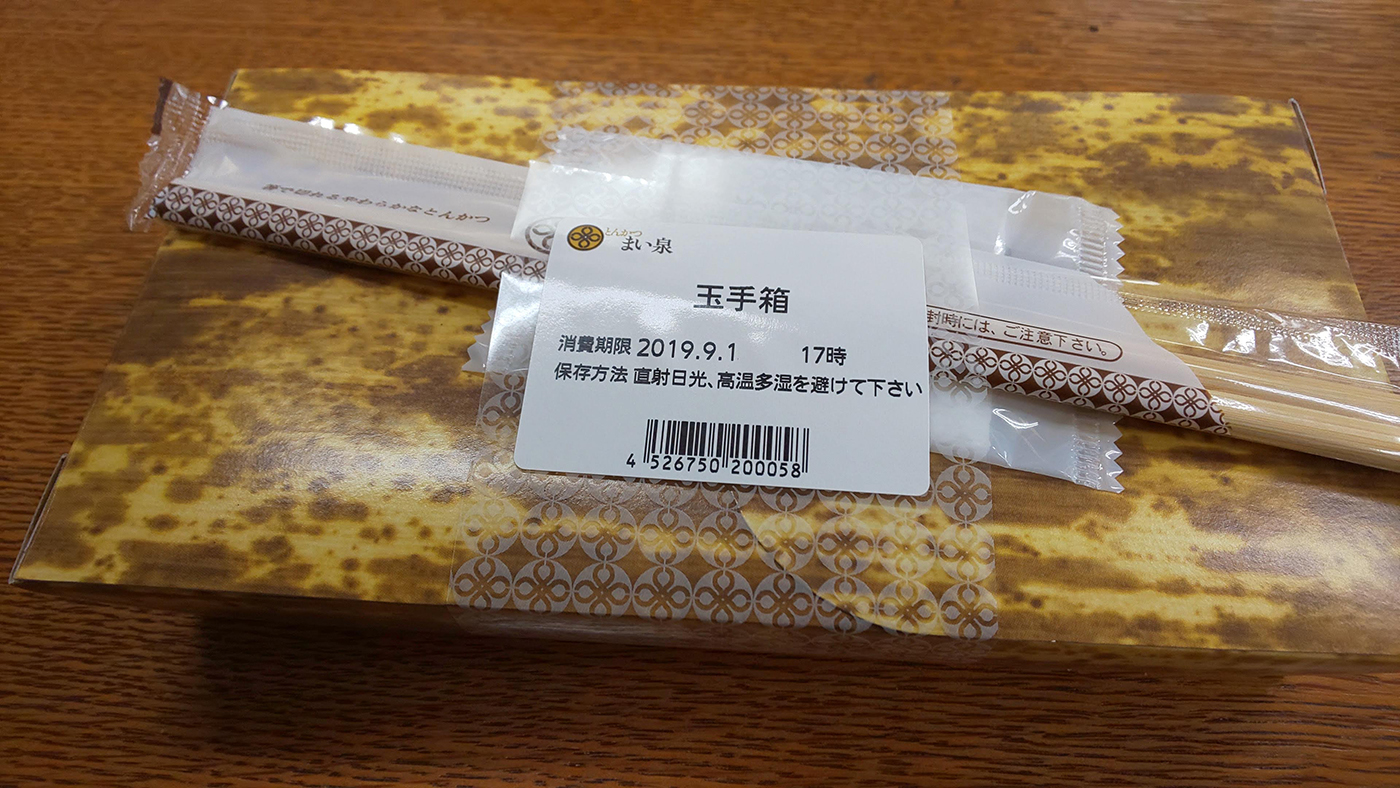 箸で切れるやわらかなとんかつ
とんかつ
まい泉
玉手箱
消費期限 2019.9.1 17時
保存方法 直射日光、高温多湿を避けて下さい
4 526750 200058
封時には、ご注意下さい。